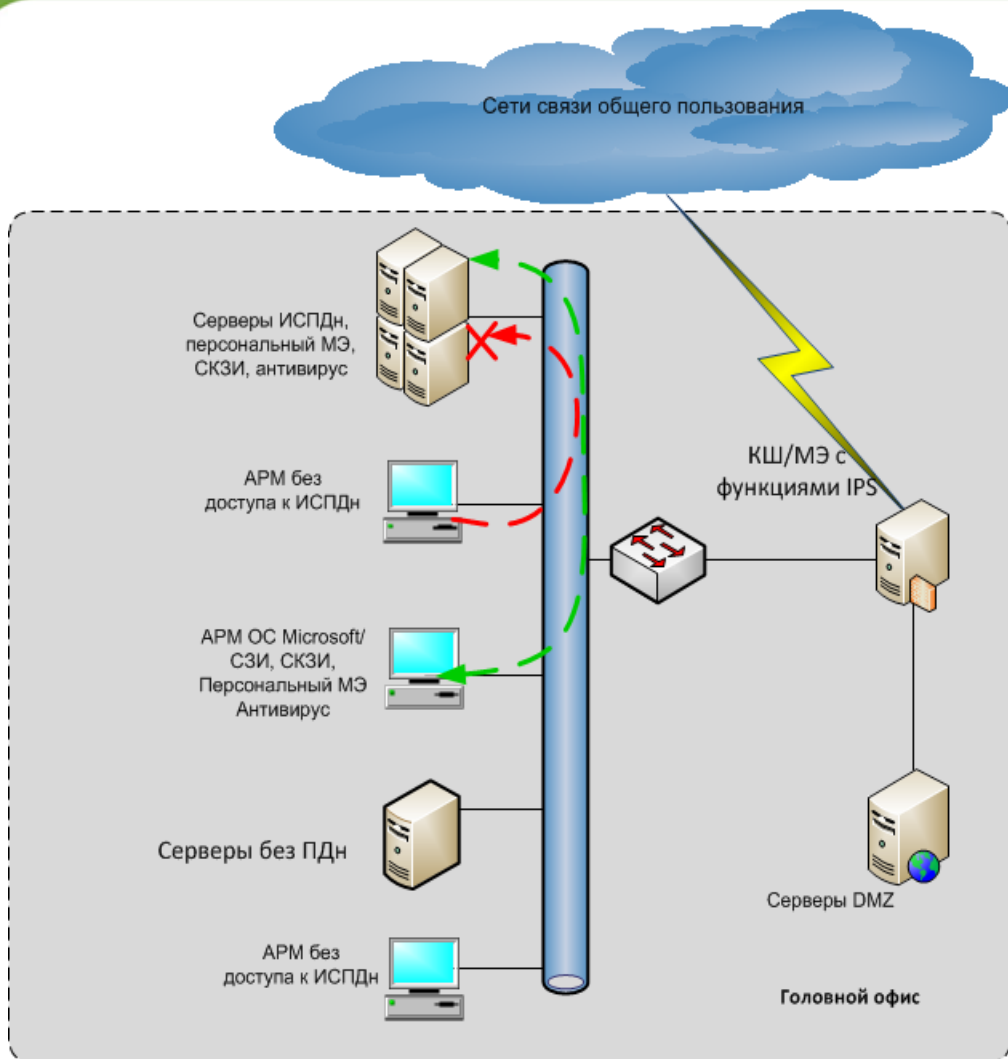 Сети связи общего пользования
Серверы ИСПДн,
персональный МЭ,
СКЗИ, антивирус
АРМ без
доступа к ИСПДн
КШ/МЭ с
функциями IPS
АРМ ОС Microsoft/
СЗИ, СКЗИ,
Персональный МЭ
Антивирус
Серверы без ПДн
Серверы DMZ
АРМ без
доступа к ИСПДн
Головной офис